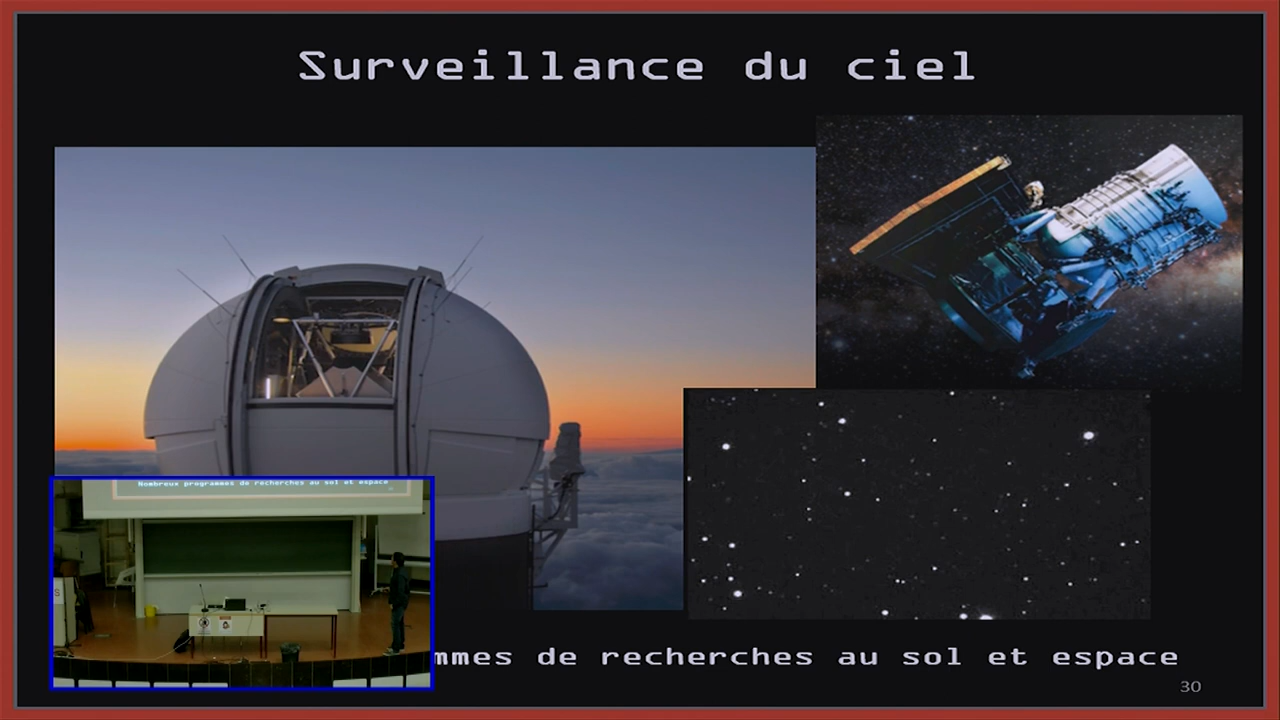 Surveillance du ciel
Nombreux programmes de recherches au sol et espace
mmes de recherches au sol et espace
30